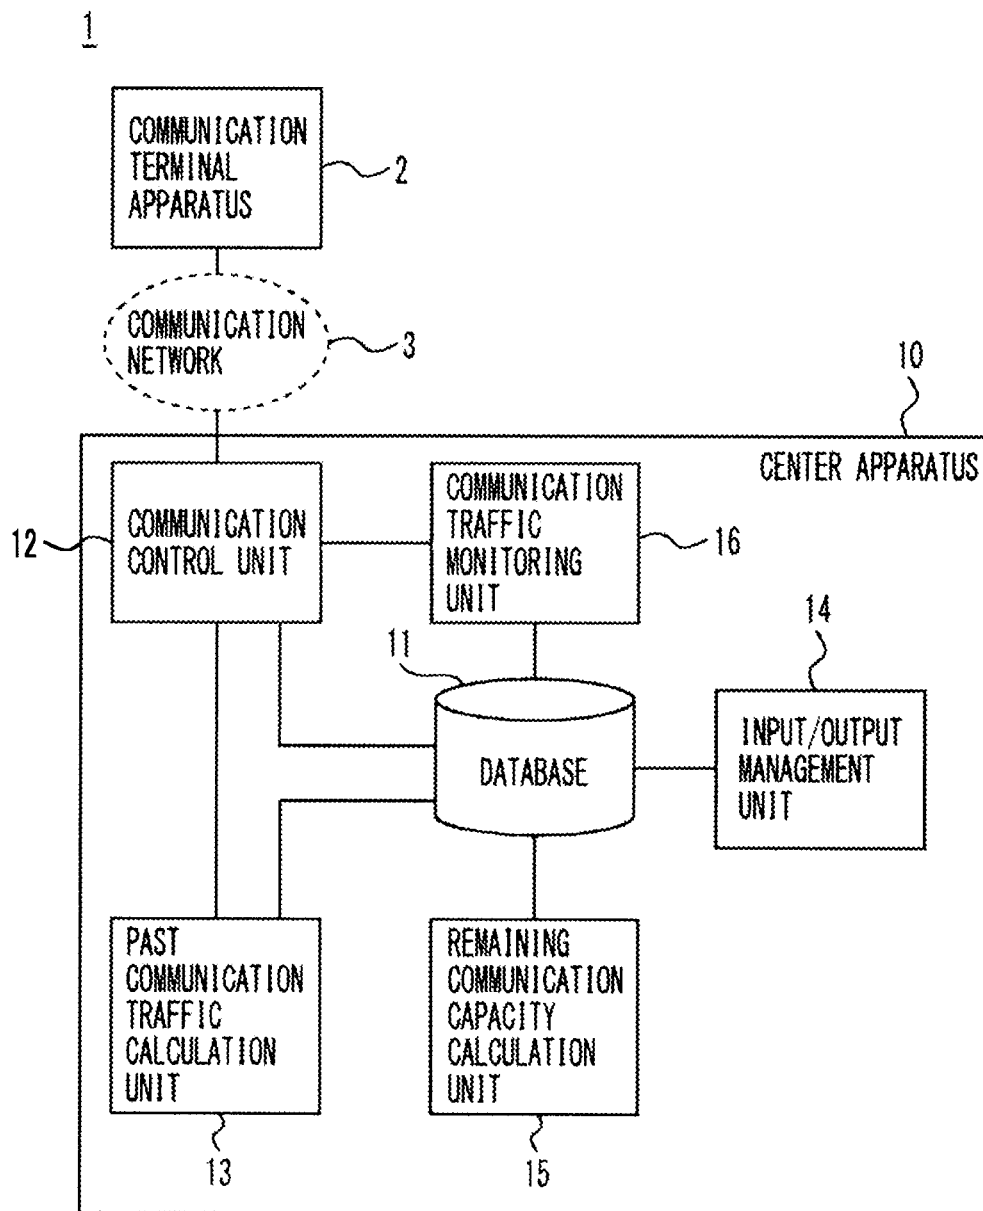 1
COMMUNICATION
TERMINAL
APPARATUS
2
COMMUNICATION
NETWORK
3
10
CENTER APPARATUS
12
COMMUNICATION
CONTROL UNIT
COMMUNICATION
TRAFFIC
MONITORING
UNIT
16
11
DATABASE
14
INPUT/OUTPUT
MANAGEMENT
UNIT
PAST
COMMUNICATION
TRAFFIC
CALCULATION
UNIT
13
REMAINING
COMMUNICATION
CAPACITY
CALCULATION
UNIT
15